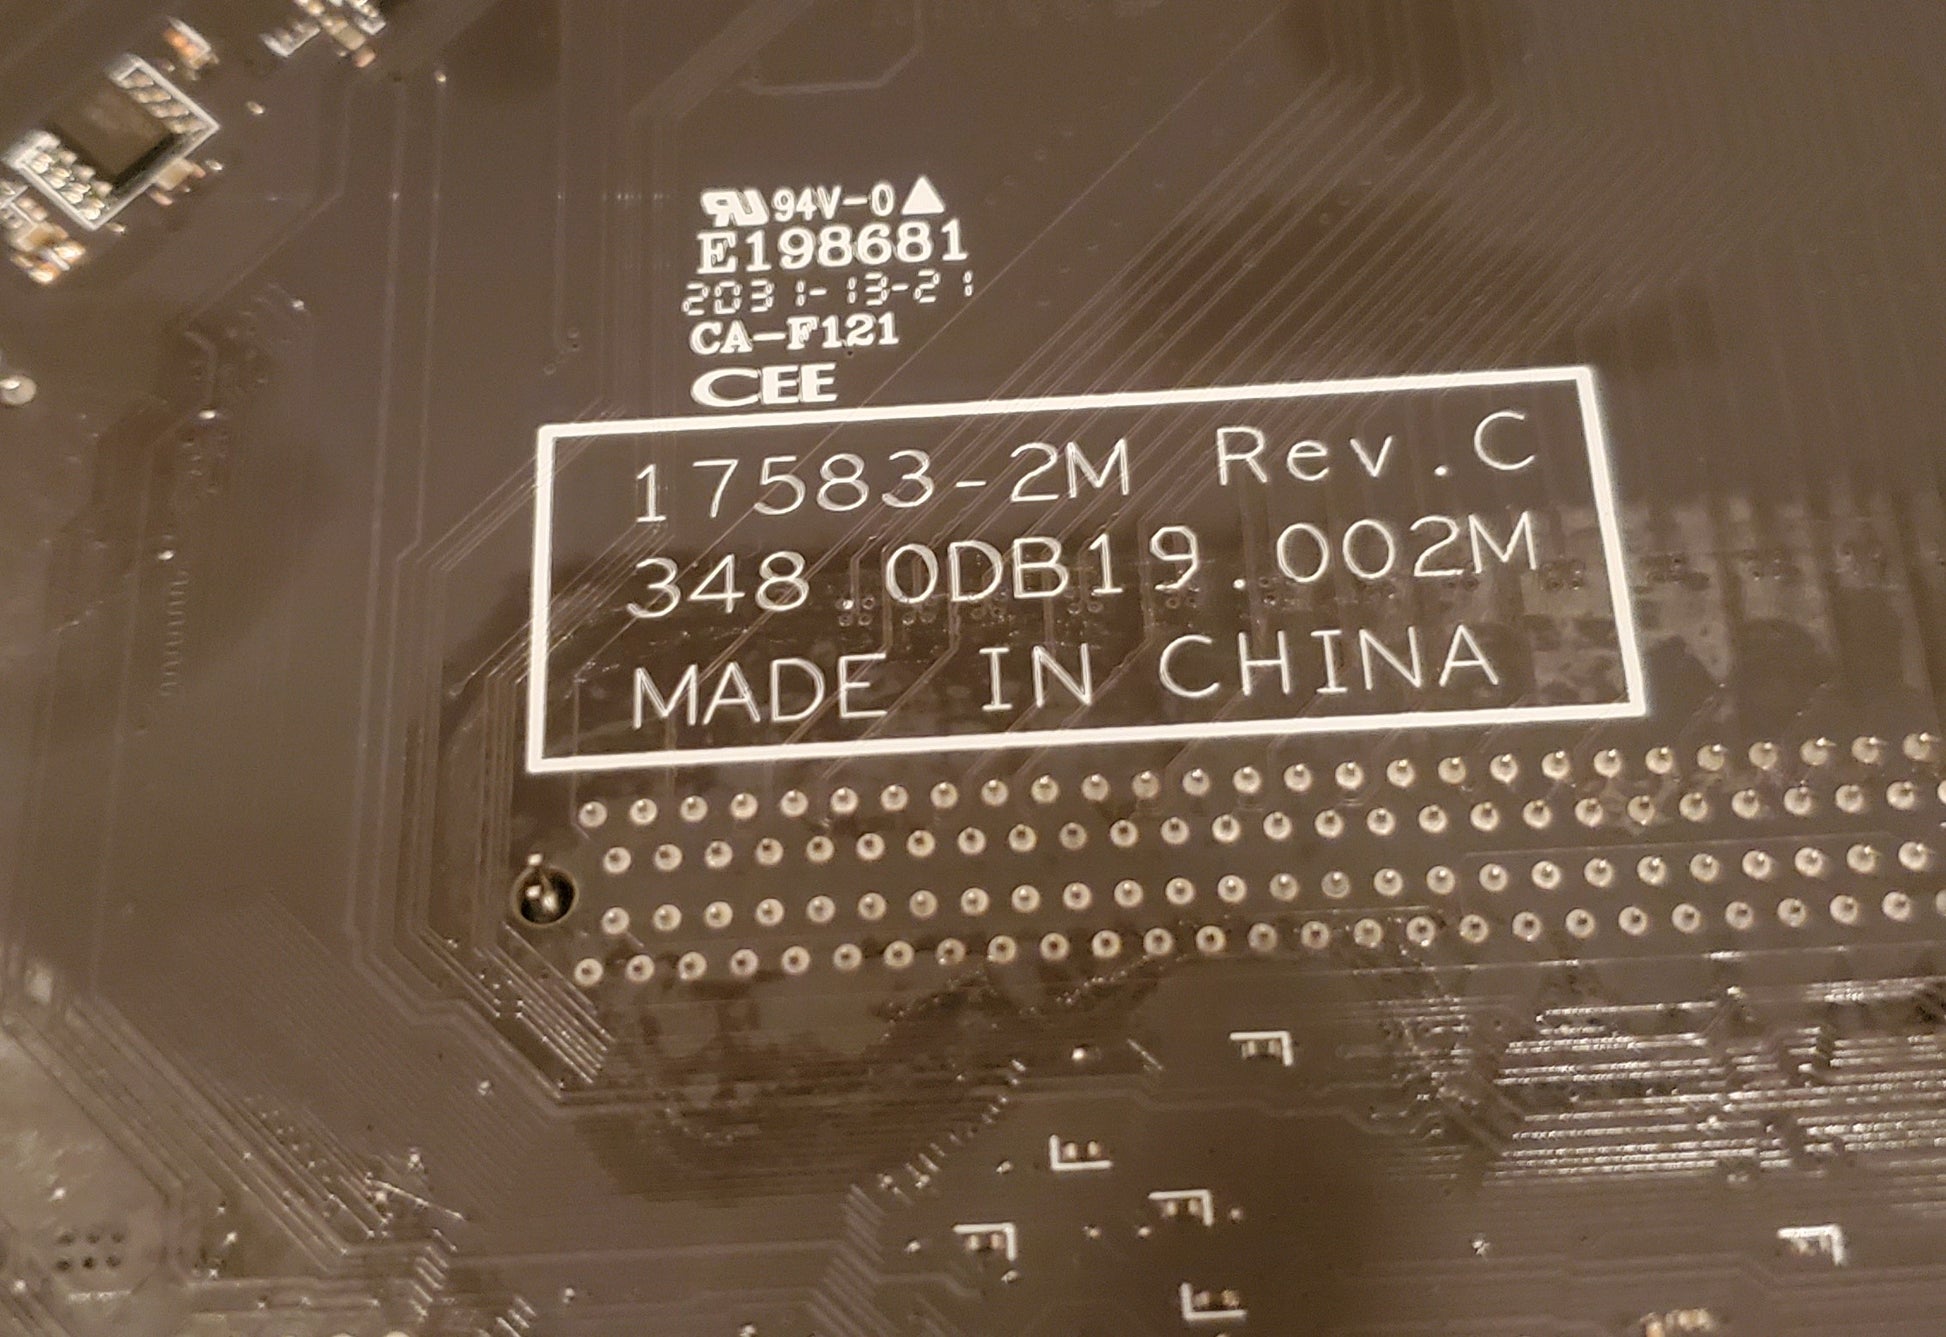 94V-0
E198681
2031-13-21
CA-F121
CEE
17583-2M Rev.C
348.0DB19.002M
MADE IN CHINA